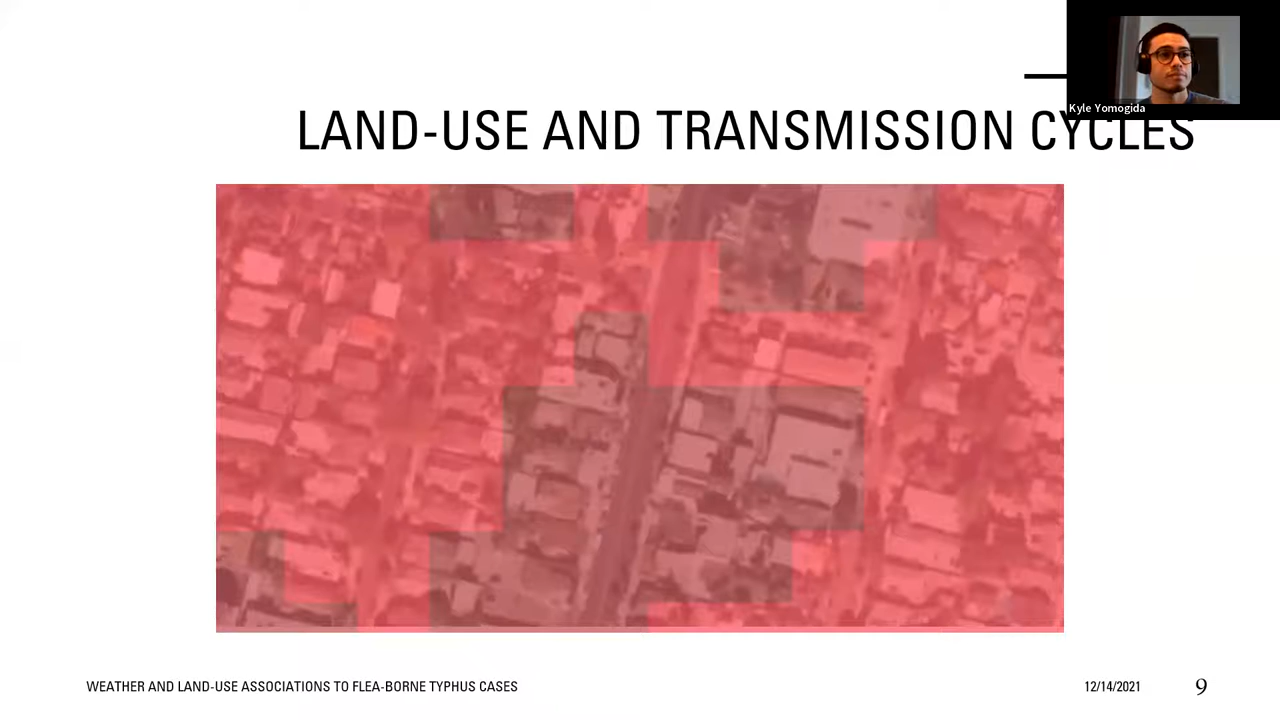 Kyle Yomogida
LAND-USE AND TRANSMISSION CYCLES
WEATHER AND LAND-USE ASSOCIATIONS TO FLEA-BORNE TYPHUS CASES
12/14/2021
9